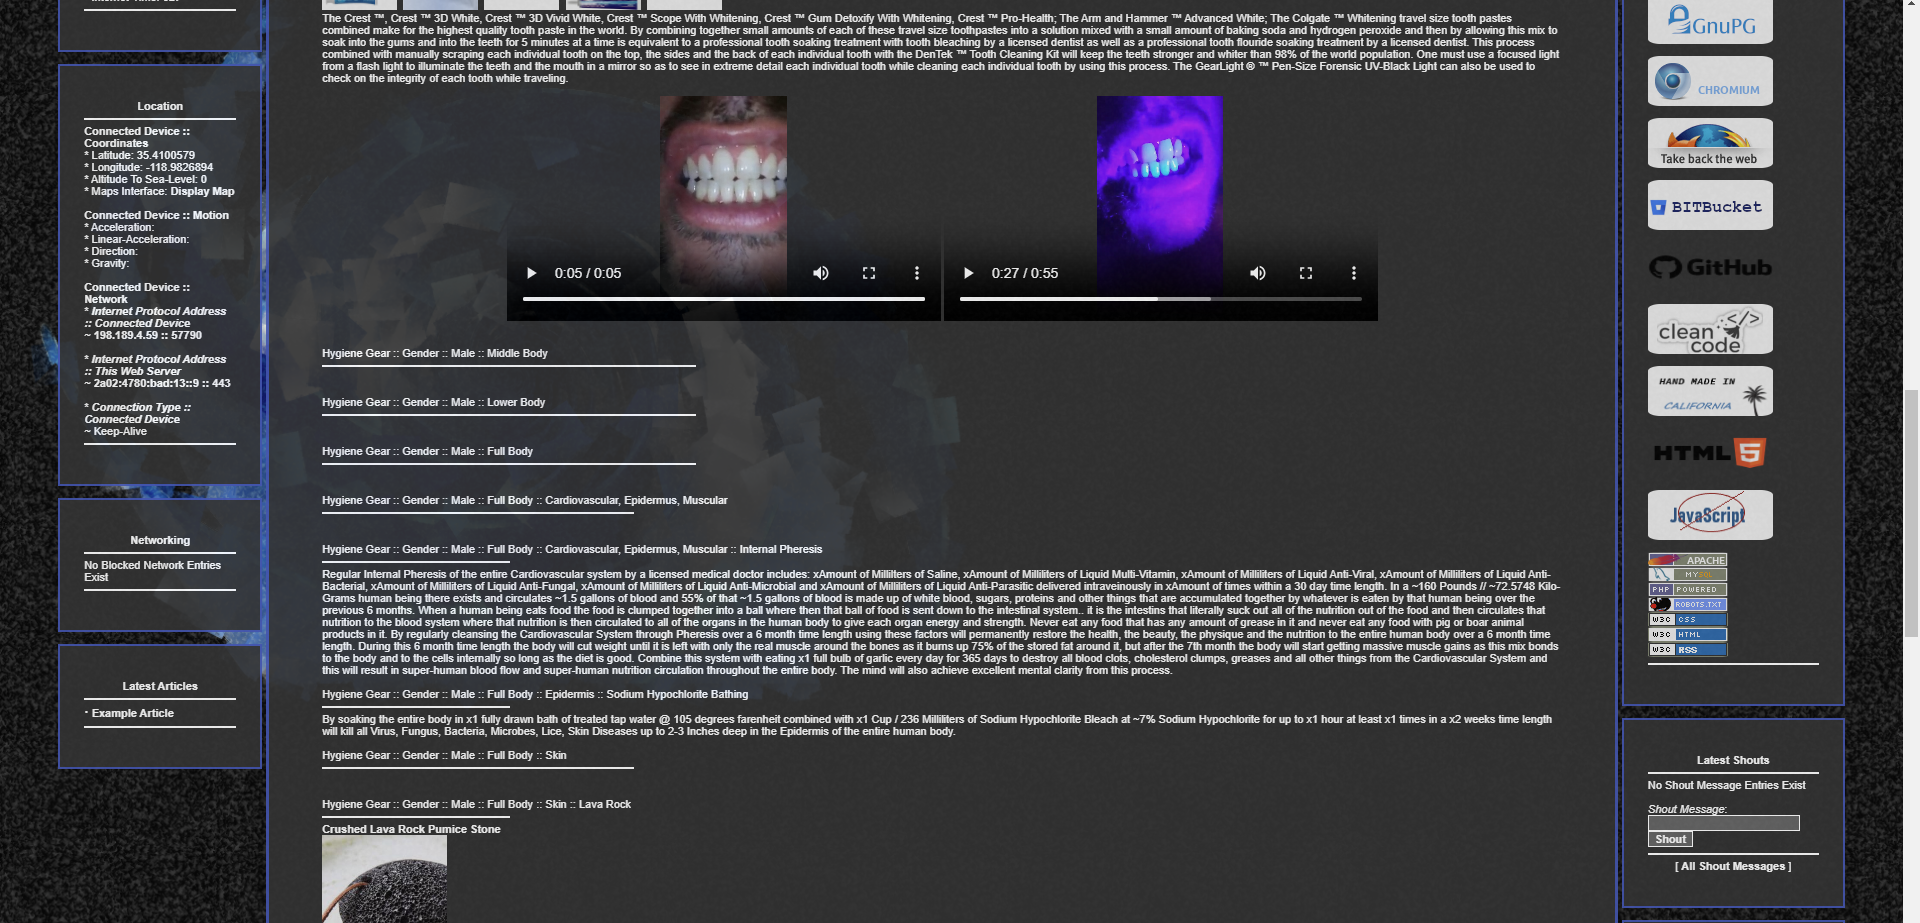 Location
Connected Device ::
Coordinates
* Latitude: 35.4100579
* Longitude: -118.9826894
* Altitude To Sea-Level: 0
* Maps Interface: Display Map
Connected Device :: Motion
* Acceleration:
* Linear-Acceleration:
* Direction:
* Gravity:
Connected Device ::
Network
* Internet Protocol Address
:: Connected Device
~ 198.189.4.59 :: 57790
* Internet Protocol Address
:: This Web Server
~ 2a02:4780:bad:13::9 :: 443
* Connection Type ::
Connected Device
~ Keep-Alive
Networking
No Blocked Network Entries
Exist
Latest Articles
· Example Article
The Crest ™, Crest ™ 3D White, Crest ™ 3D Vivid White, Crest ™ Scope With Whitening, Crest ™ Gum Detoxify With Whitening, Crest ™ Pro-Health; The Arm and Hammer ™ Advanced White; The Colgate ™ Whitening travel size tooth pastes
combined make for the highest quality tooth paste in the world. By combining together small amounts of each of these travel size toothpastes into a solution mixed with a small amount of baking soda and hydrogen peroxide and then by allowing this mix to
soak into the gums and into the teeth for 5 minutes at a time is equivalent to a professional tooth soaking treatment with tooth bleaching by a licensed dentist as well as a professional tooth flouride soaking treatment by a licensed dentist. This process
combined with manually scraping each individual tooth on the top, the sides and the back of each individual tooth with the DenTek ™ Tooth Cleaning Kit will keep the teeth stronger and whiter than 98% of the world population. One must use a focused light
from a flash light to illuminate the teeth and the mouth in a mirror so as to see in extreme detail each individual tooth while cleaning each individual tooth by using this process. The GearLight ® ™ Pen-Size Forensic UV-Black Light can also be used to
check on the integrity of each tooth while traveling.
0:05 / 0:05
0:27 / 0:55
Hygiene Gear :: Gender :: Male :: Middle Body
Hygiene Gear :: Gender :: Male :: Lower Body
Hygiene Gear :: Gender :: Male :: Full Body
Hygiene Gear :: Gender :: Male :: Full Body :: Cardiovascular, Epidermus, Muscular
Hygiene Gear :: Gender :: Male :: Full Body :: Cardiovascular, Epidermus, Muscular :: Internal Pheresis
Regular Internal Pheresis of the entire Cardiovascular system by a licensed medical doctor includes: xAmount of Millilters of Saline, xAmount of Milliliters of Liquid Multi-Vitamin, xAmount of Milliliters of Liquid Anti-Viral, xAmount of Milliliters of Liquid Anti-
Bacterial, xAmount of Milliliters of Liquid Anti-Fungal, xAmount of Milliliters of Liquid Anti-Microbial and xAmount of Milliliters of Liquid Anti-Parasitic delivered intraveinously in xAmount of times within a 30 day time length. In a ~160 Pounds // ~72.5748 Kilo-
Grams human being there exists and circulates ~1.5 gallons of blood and 55% of that ~1.5 gallons of blood is made up of white blood, sugars, proteins and other things that are accumulated together by whatever is eaten by that human being over the
previous 6 months. When a human being eats food the food is clumped together into a ball where then that ball of food is sent down to the intestinal system.. it is the intestins that literally suck out all of the nutrition out of the food and then circulates that
nutrition to the blood system where that nutrition is then circulated to all of the organs in the human body to give each organ energy and strength. Never eat any food that has any amount of grease in it and never eat any food with pig or boar animal
products in it. By regularly cleansing the Cardiovascular System through Pheresis over a 6 month time length using these factors will permanently restore the health, the beauty, the physique and the nutrition to the entire human body over a 6 month time
length. During this 6 month time length the body will cut weight until it is left with only the real muscle around the bones as it burns up 75% of the stored fat around it, but after the 7th month the body will start getting massive muscle gains as this mix bonds
to the body and to the cells internally so long as the diet is good. Combine this system with eating x1 full bulb of garlic every day for 365 days to destroy all blood clots, cholesterol clumps, greases and all other things from the Cardiovascular System and
this will result in super-human blood flow and super-human nutrition circulation throughout the entire body. The mind will also achieve excellent mental clarity from this process.
Hygiene Gear :: Gender :: Male :: Full Body :: Epidermis :: Sodium Hypochlorite Bathing
By soaking the entire body in x1 fully drawn bath of treated tap water @ 105 degrees farenheit combined with x1 Cup / 236 Milliliters of Sodium Hypochlorite Bleach at ~7% Sodium Hypochlorite for up to x1 hour at least x1 times in a x2 weeks time length
will kill all Virus, Fungus, Bacteria, Microbes, Lice, Skin Diseases up to 2-3 Inches deep in the Epidermis of the entire human body.
Hygiene Gear :: Gender :: Male :: Full Body :: Skin
Hygiene Gear :: Gender :: Male :: Full Body :: Skin :: Lava Rock
Crushed Lava Rock Pumice Stone
GnuPG
CHROMIUM
Take back the web
BITBucket
GitHub
clean
code
HAND MADE IN
CALIFORNIA
HTML 5
JavaScript
APACHE
MYSQL
PHP POWERED
ROBOTS.TXT
W3C CSS
W3C HTML
W3C RSS
Latest Shouts
No Shout Message Entries Exist
Shout Message:
Shout
[ All Shout Messages ]